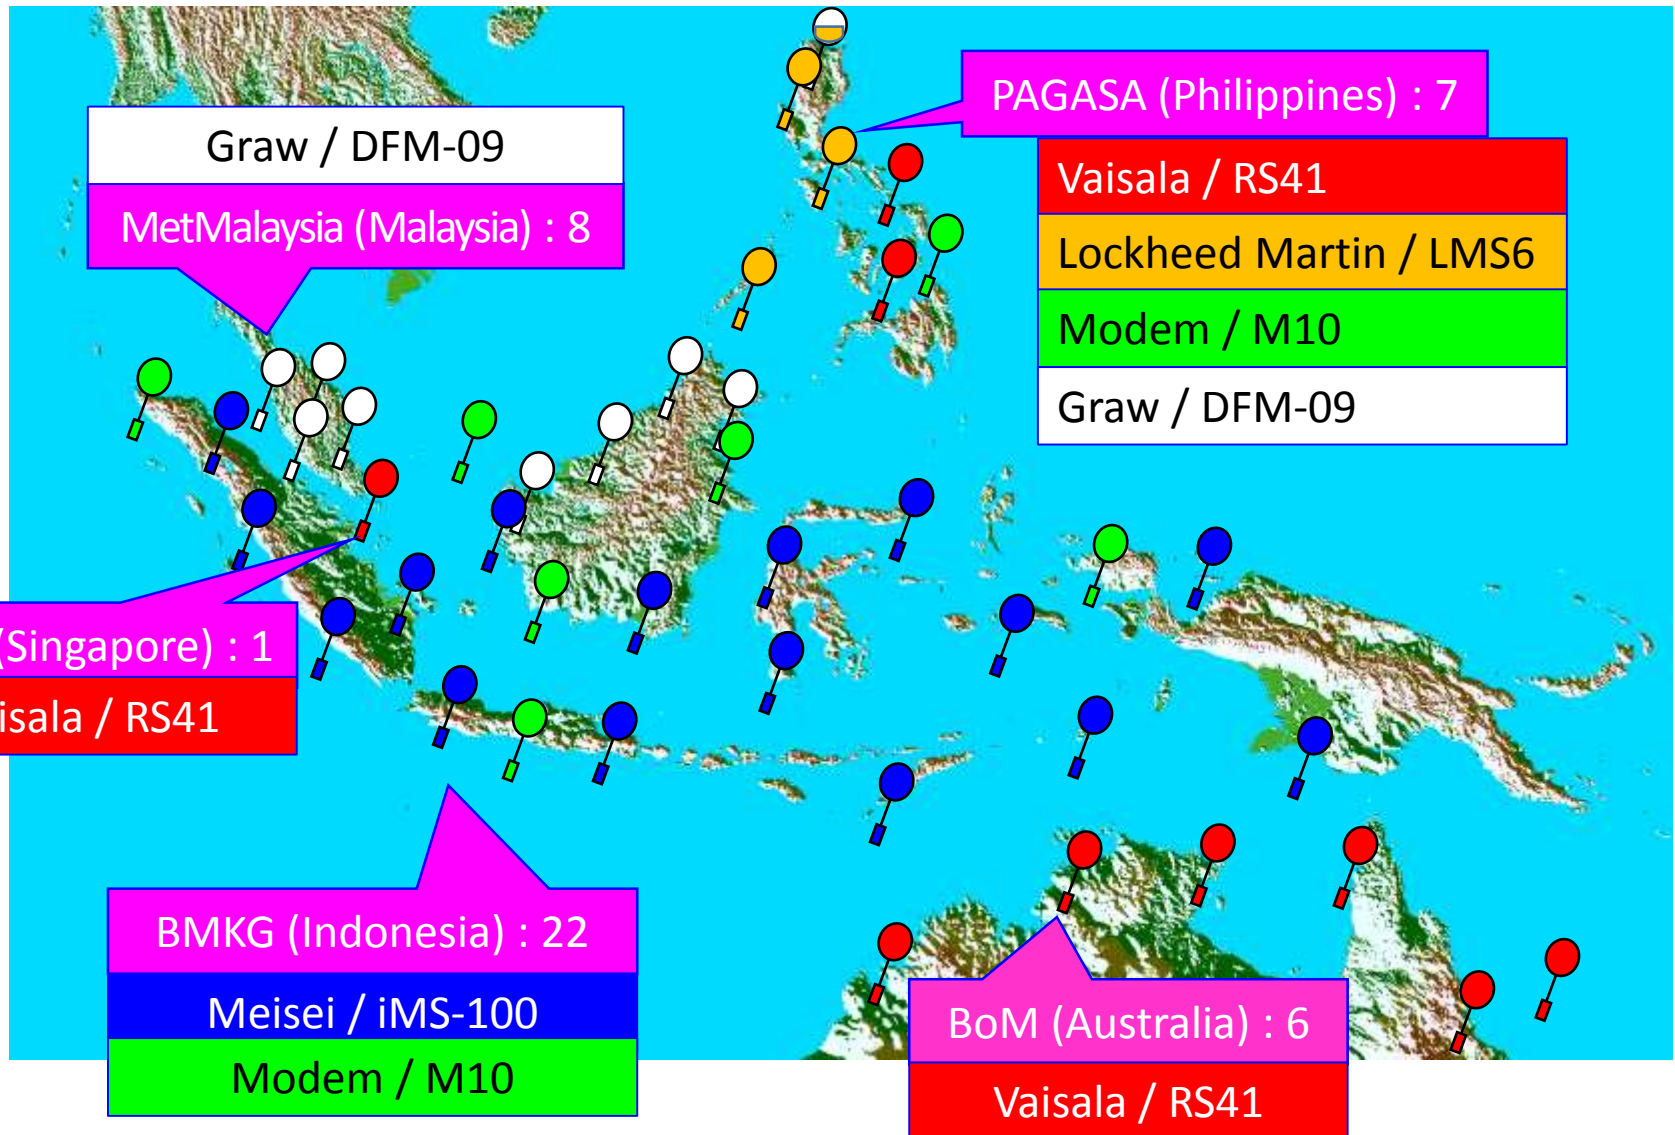 PAGASA (Philippines) : 7
Vaisala / RS41
Lockheed Martin / LMS6
Modem / M10
Graw / DFM-09
Graw / DFM-09
MetMalaysia (Malaysia) : 8
(Singapore) : 1
isala / RS41
BMKG (Indonesia) : 22
Meisei / iMS-100
Modem / M10
BoM (Australia) : 6
Vaisala / RS41